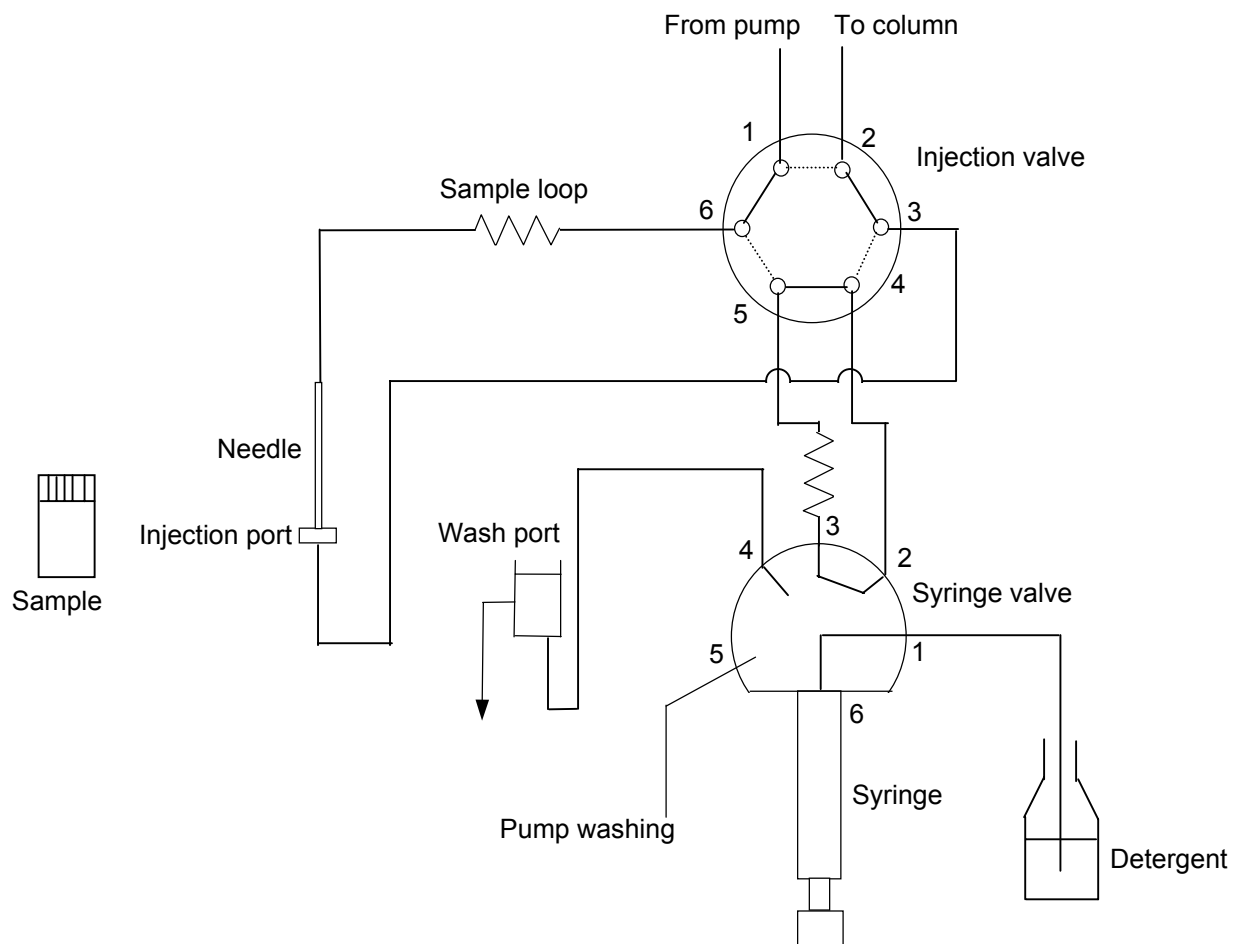 From pump
To column
1
2
Injection valve
Sample loop
6
3
5
4
Needle
Injection port
Sample
Wash port
4
3
2
Syringe valve
5
1
6
Syringe
Pump washing
Detergent